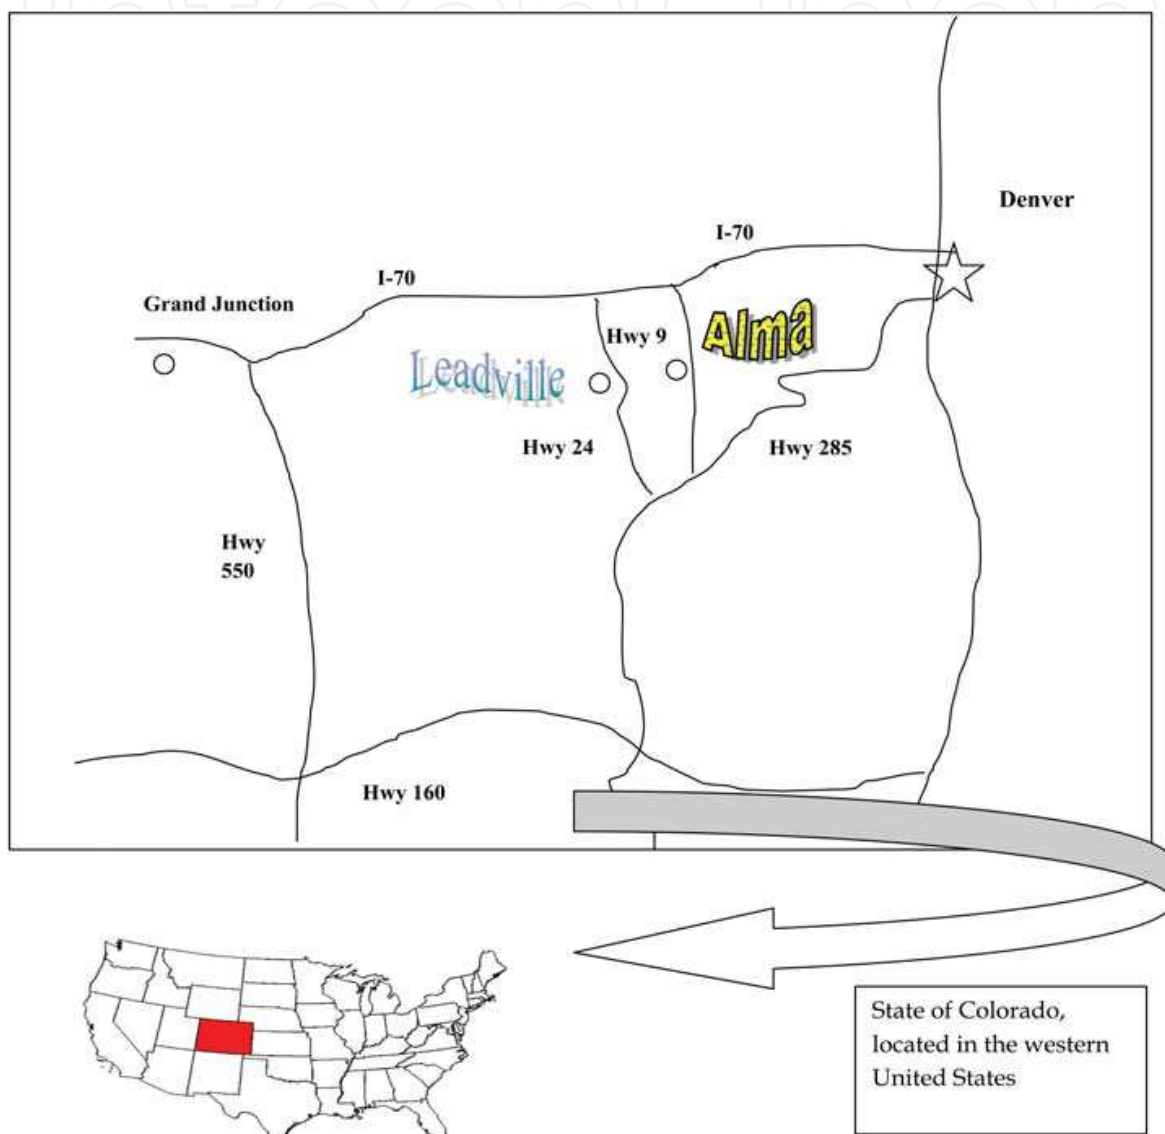 Denver
I-70
I-70
Grand Junction
Alma
Hwy 9
Leadville
Hwy 24
Hwy 285
Hwy
550
Hwy 160
State of Colorado,
located in the western
United States